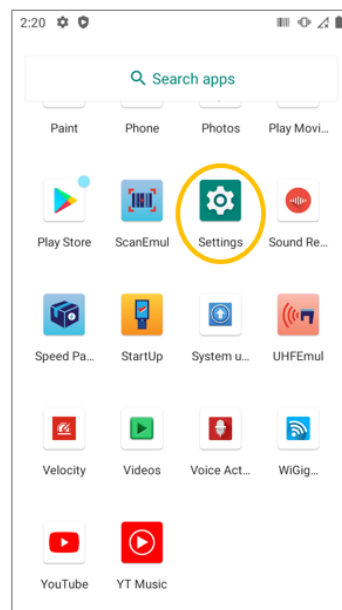 2:20
Search apps
Paint Phone Photos Play Movi...
Play Store ScanEmul Settings Sound Re...
Speed Pa... StartUp System u... UHFEmul
Velocity Videos Voice Act... WiGig...
YouTube YT Music